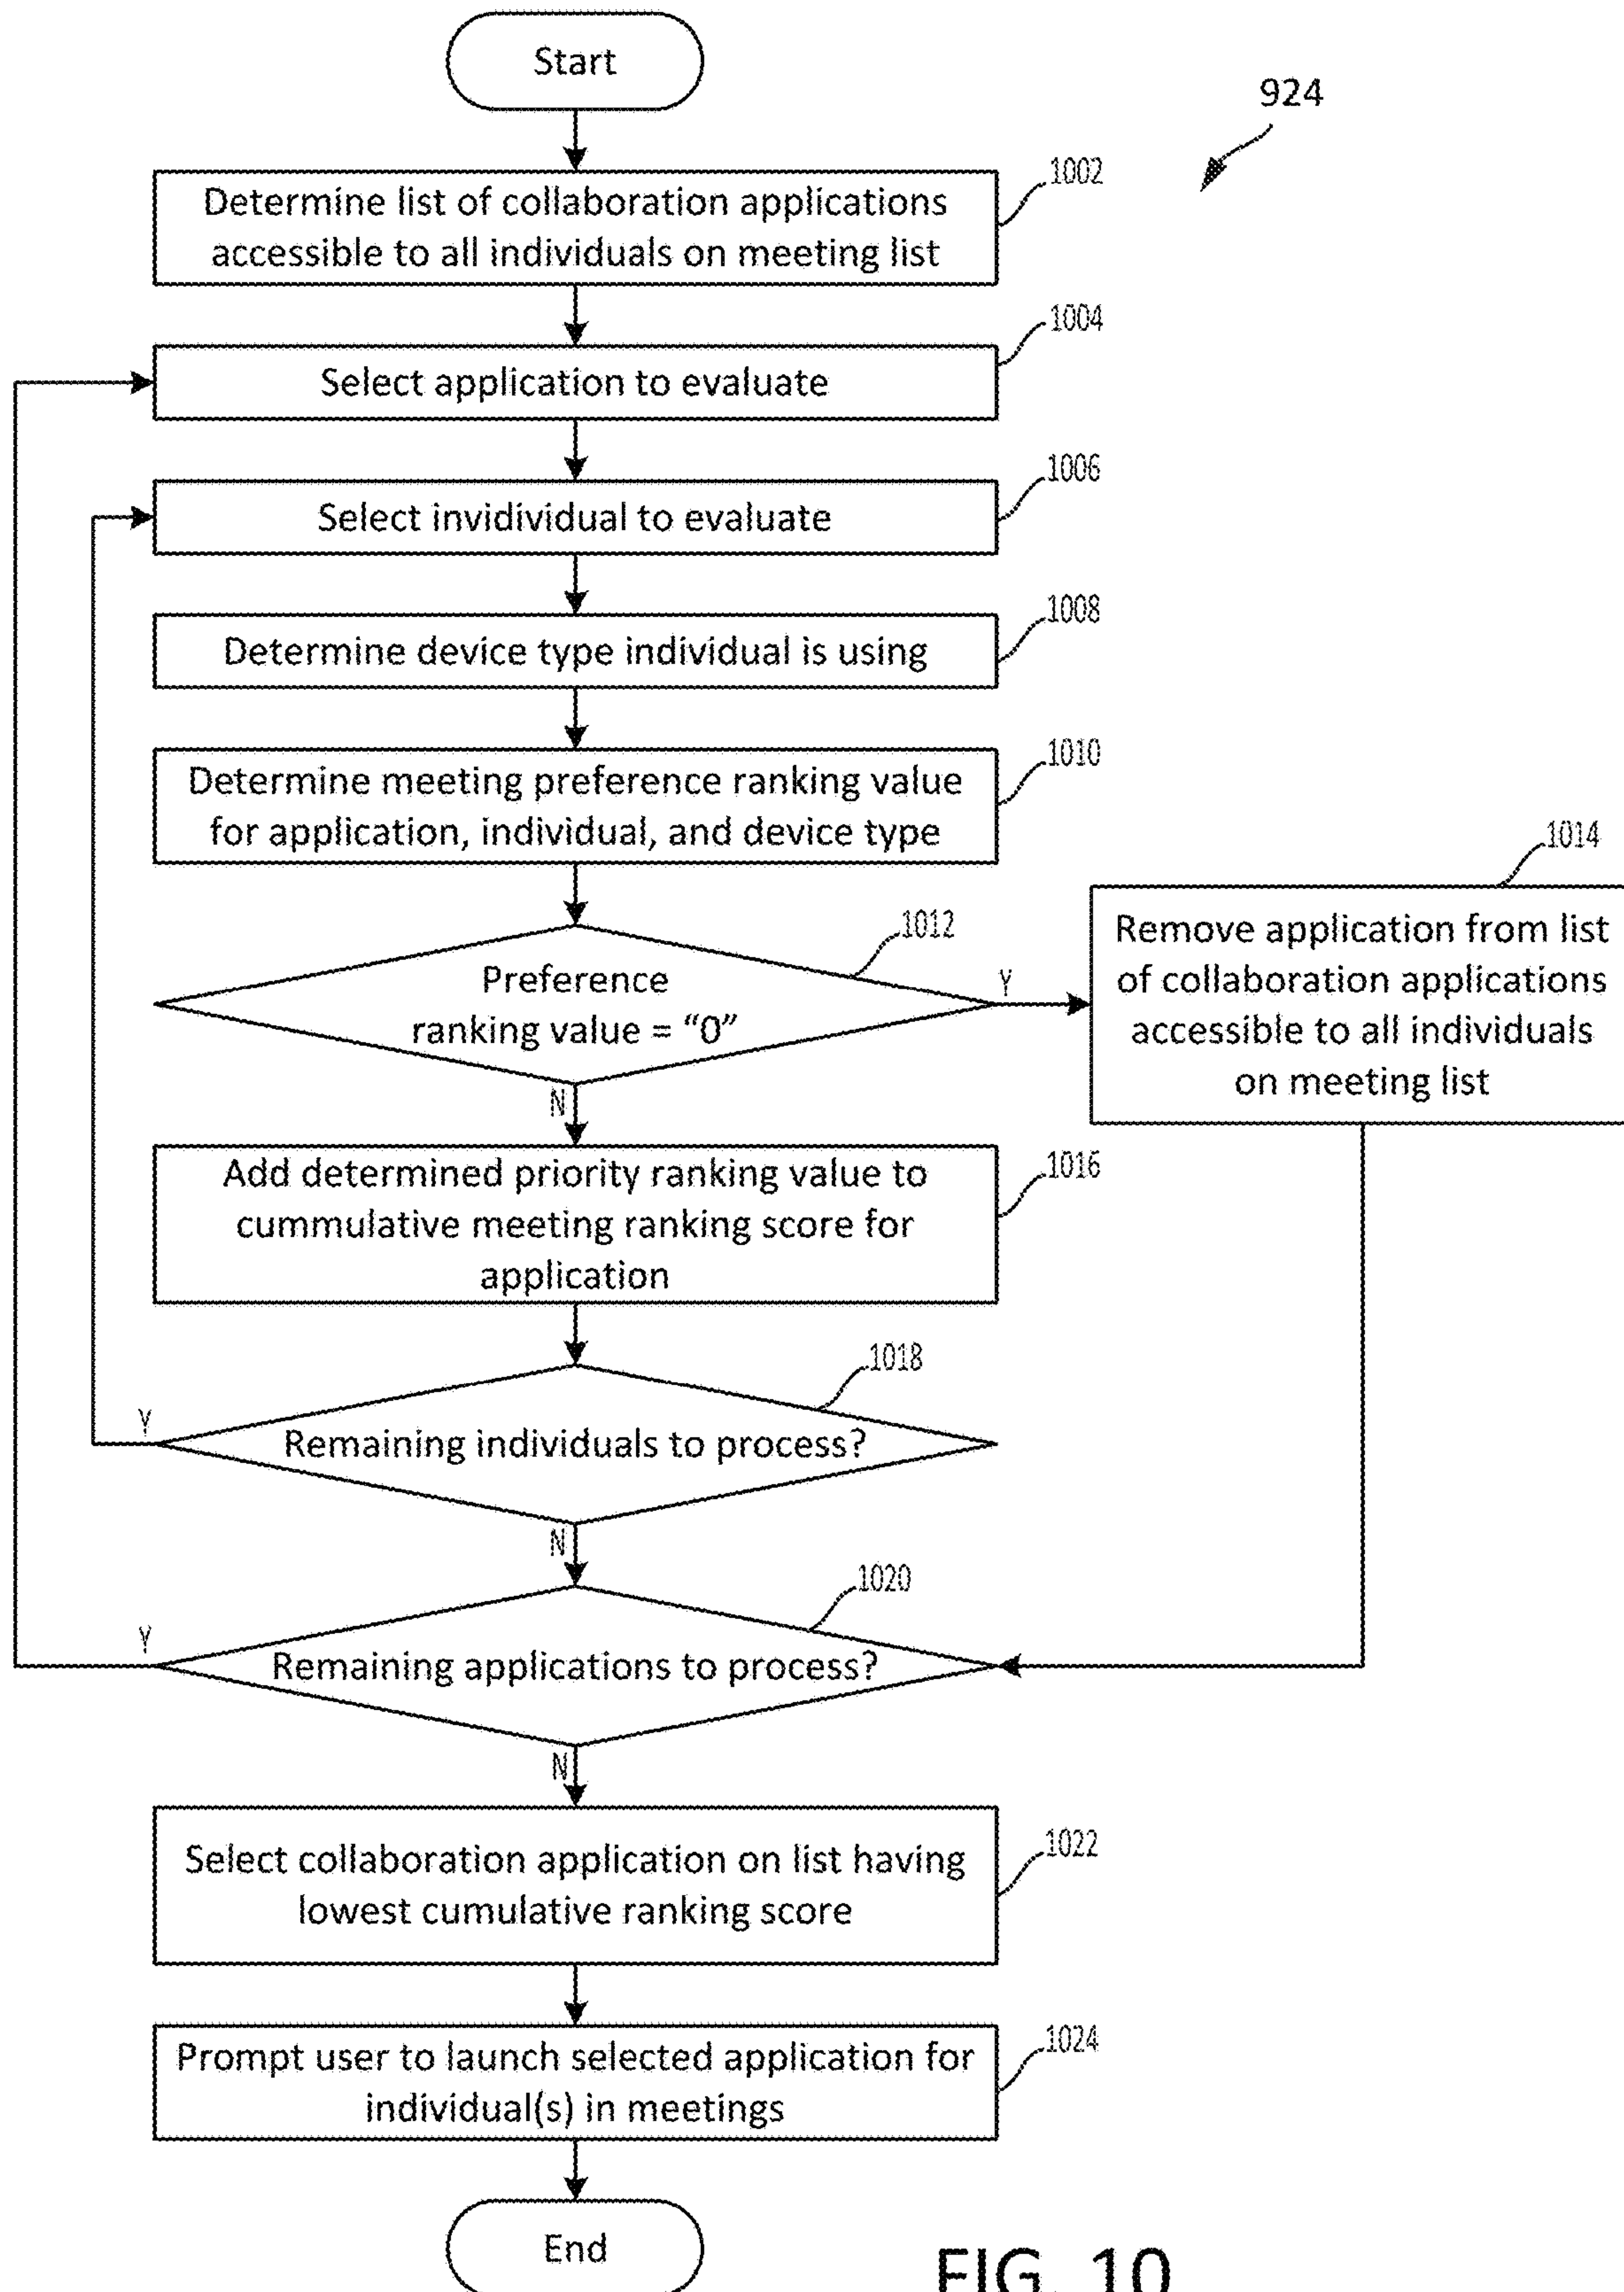 Start
924
1002
Determine list of collaboration applications
accessible to all individuals on meeting list
1004
Select application to evaluate
1006
Select invidividual to evaluate
1008
Determine device type individual is using
1010
Determine meeting preference ranking value
for application, individual, and device type
1012
Preference
ranking value = “0”
Y
N
1014
Remove application from list
of collaboration applications
accessible to all individuals
on meeting list
1016
Add determined priority ranking value to
cummulative meeting ranking score for
application
1018
Remaining individuals to process?
Y
N
1020
Remaining applications to process?
Y
N
1022
Select collaboration application on list having
lowest cumulative ranking score
1024
Prompt user to launch selected application for
individual(s) in meetings
End
FIG. 10